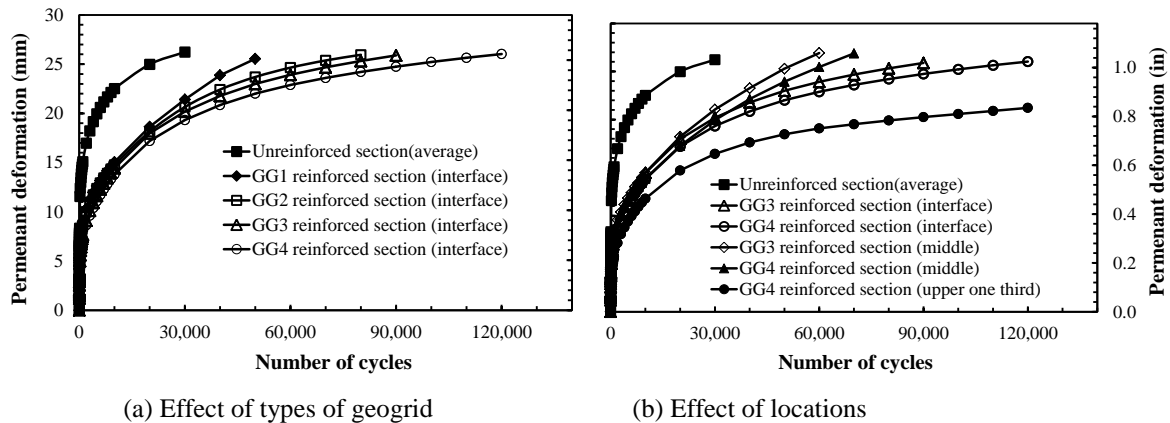 Permenant deformation (mm)
30
25
20
15
10
5
0
Unreinforced section(average)
GG1 reinforced section (interface)
GG2 reinforced section (interface)
GG3 reinforced section (interface)
GG4 reinforced section (interface)
0 30,000 60,000 90,000 120,000
Number of cycles
(a) Effect of types of geogrid
Unreinforced section(average)
GG3 reinforced section (interface)
GG4 reinforced section (interface)
GG3 reinforced section (middle)
GG4 reinforced section (middle)
GG4 reinforced section (upper one third)
0 30,000 60,000 90,000 120,000
Number of cycles
1.0
0.8
0.6
0.4
0.2
0.0
Permenant deformation (in)
(b) Effect of locations